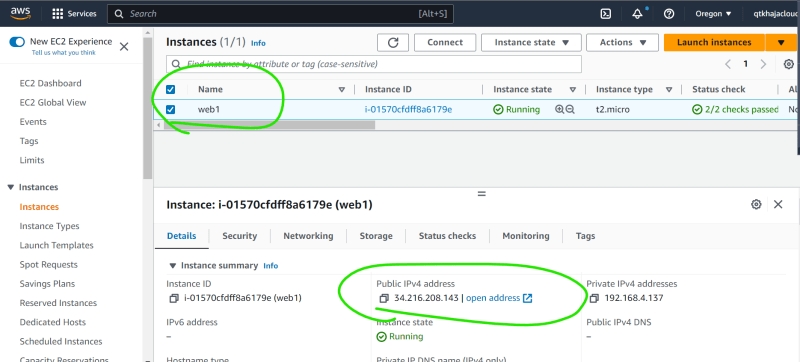 aws Services Search [Alt+S] Oregon qtkhajacloud
New EC2 Experience
Tell us what you think
EC2 Dashboard
EC2 Global View
Events
Tags
Limits
Instances
Instances
Instance Types
Launch Templates
Spot Requests
Savings Plans
Reserved Instances
Dedicated Hosts
Scheduled Instances
Capacity Reservations
Instances (1/1) Info Connect Instance state Actions Launch instances
Find instance by attribute or tag (case-sensitive) 1
Name Instance ID Instance state Instance type Status check Al
web1 i-01570cfdff8a6179e Running t2.micro 2/2 checks passed No
Instance: i-01570cfdff8a6179e (web1)
Details Security Networking Storage Status checks Monitoring Tags
Instance summary Info
Instance ID Public IPv4 address Private IPv4 addresses
i-01570cfdff8a6179e (web1) 34.216.208.143 | open address 192.168.4.137
IPv6 address Instance state Public IPv4 DNS
– Running –
Hostname type Private IP DNS name (IPv4 only)